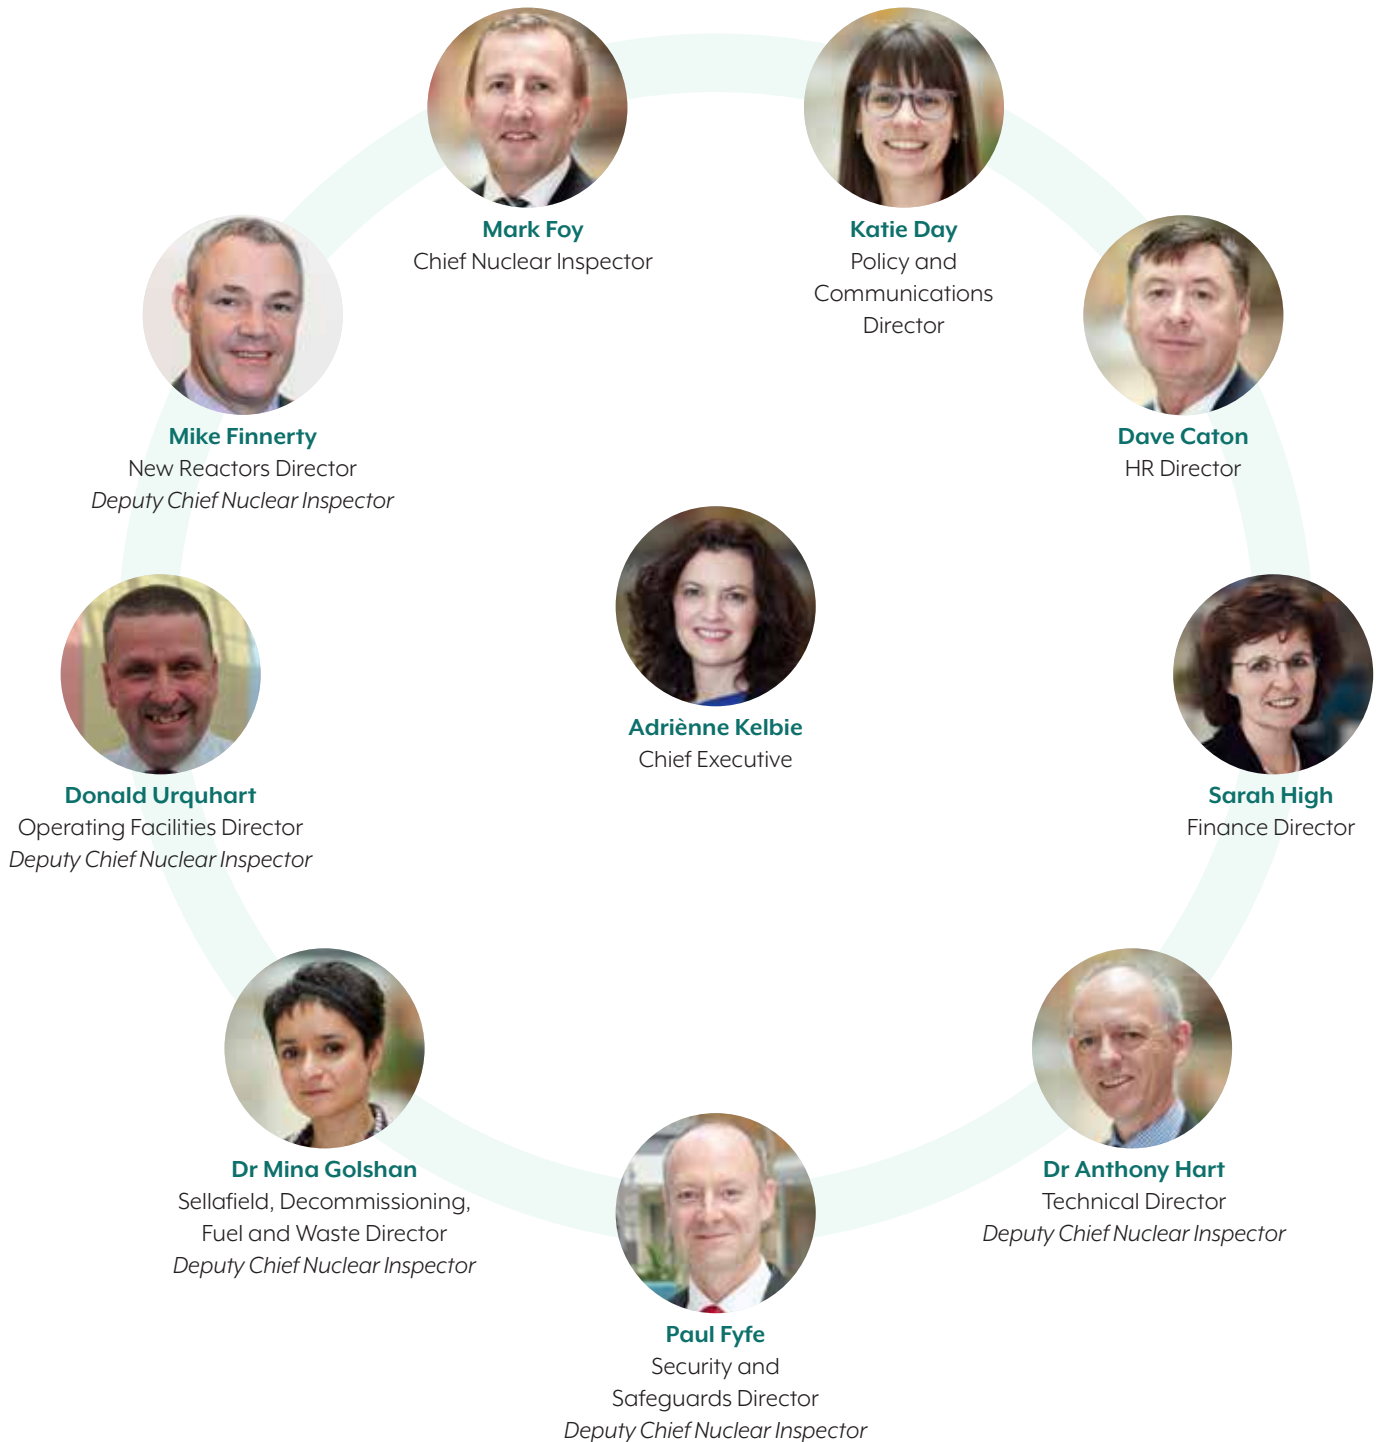 Mark Foy
Chief Nuclear Inspector
Katie Day
Policy and
Communications
Director
Mike Finnerty
New Reactors Director
Deputy Chief Nuclear Inspector
Dave Caton
HR Director
Adriènne Kelbie
Chief Executive
Donald Urquhart
Operating Facilities Director
Deputy Chief Nuclear Inspector
Sarah High
Finance Director
Dr Mina Golshan
Sellafield, Decommissioning,
Fuel and Waste Director
Deputy Chief Nuclear Inspector
Dr Anthony Hart
Technical Director
Deputy Chief Nuclear Inspector
Paul Fyfe
Security and
Safeguards Director
Deputy Chief Nuclear Inspector